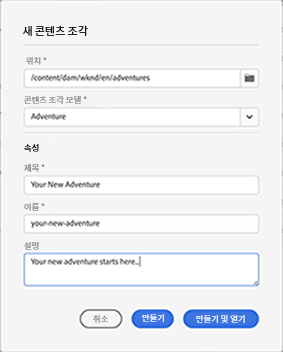 새 콘텐츠 조각
위치 *
/content/dam/wknd/en/adventures
콘텐츠 조각 모델 *
Adventure
속성
제목 *
Your New Adventure
이름 *
your-new-adventure
설명
Your new adventure starts here..
취소
만들기
만들기 및 열기